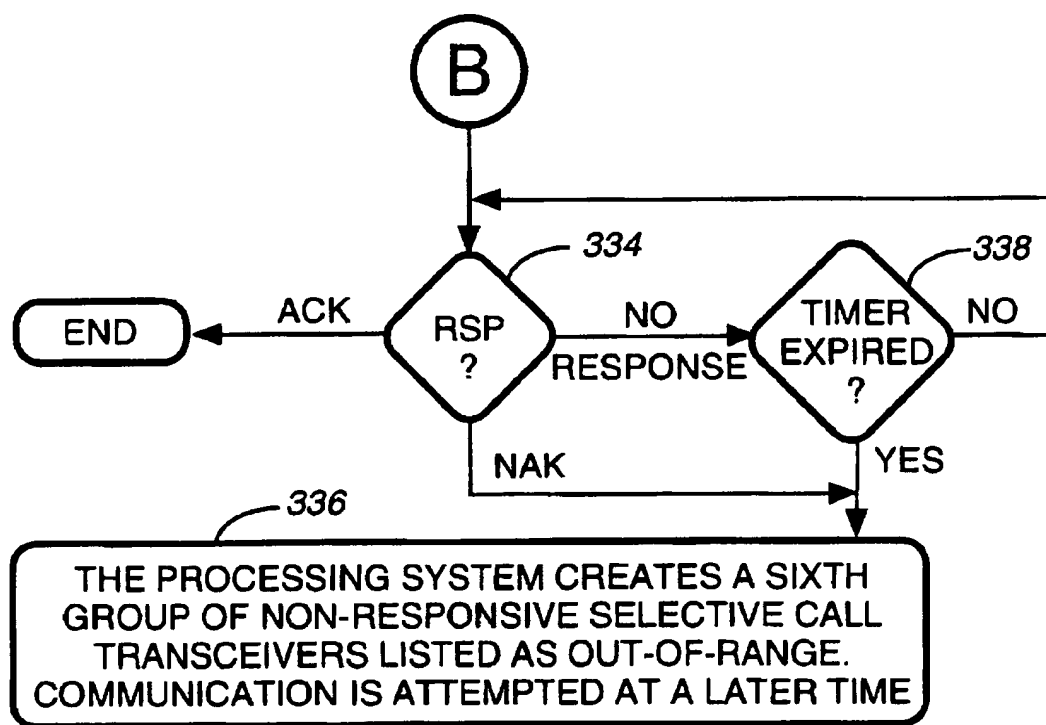 B
334
338
ACK
NO
NO
END
RSP
?
TIMER
EXPIRED
?
RESPONSE
NAK
YES
336
THE PROCESSING SYSTEM CREATES A SIXTH
GROUP OF NON-RESPONSIVE SELECTIVE CALL
TRANSCEIVERS LISTED AS OUT-OF-RANGE.
COMMUNICATION IS ATTEMPTED AT A LATER TIME